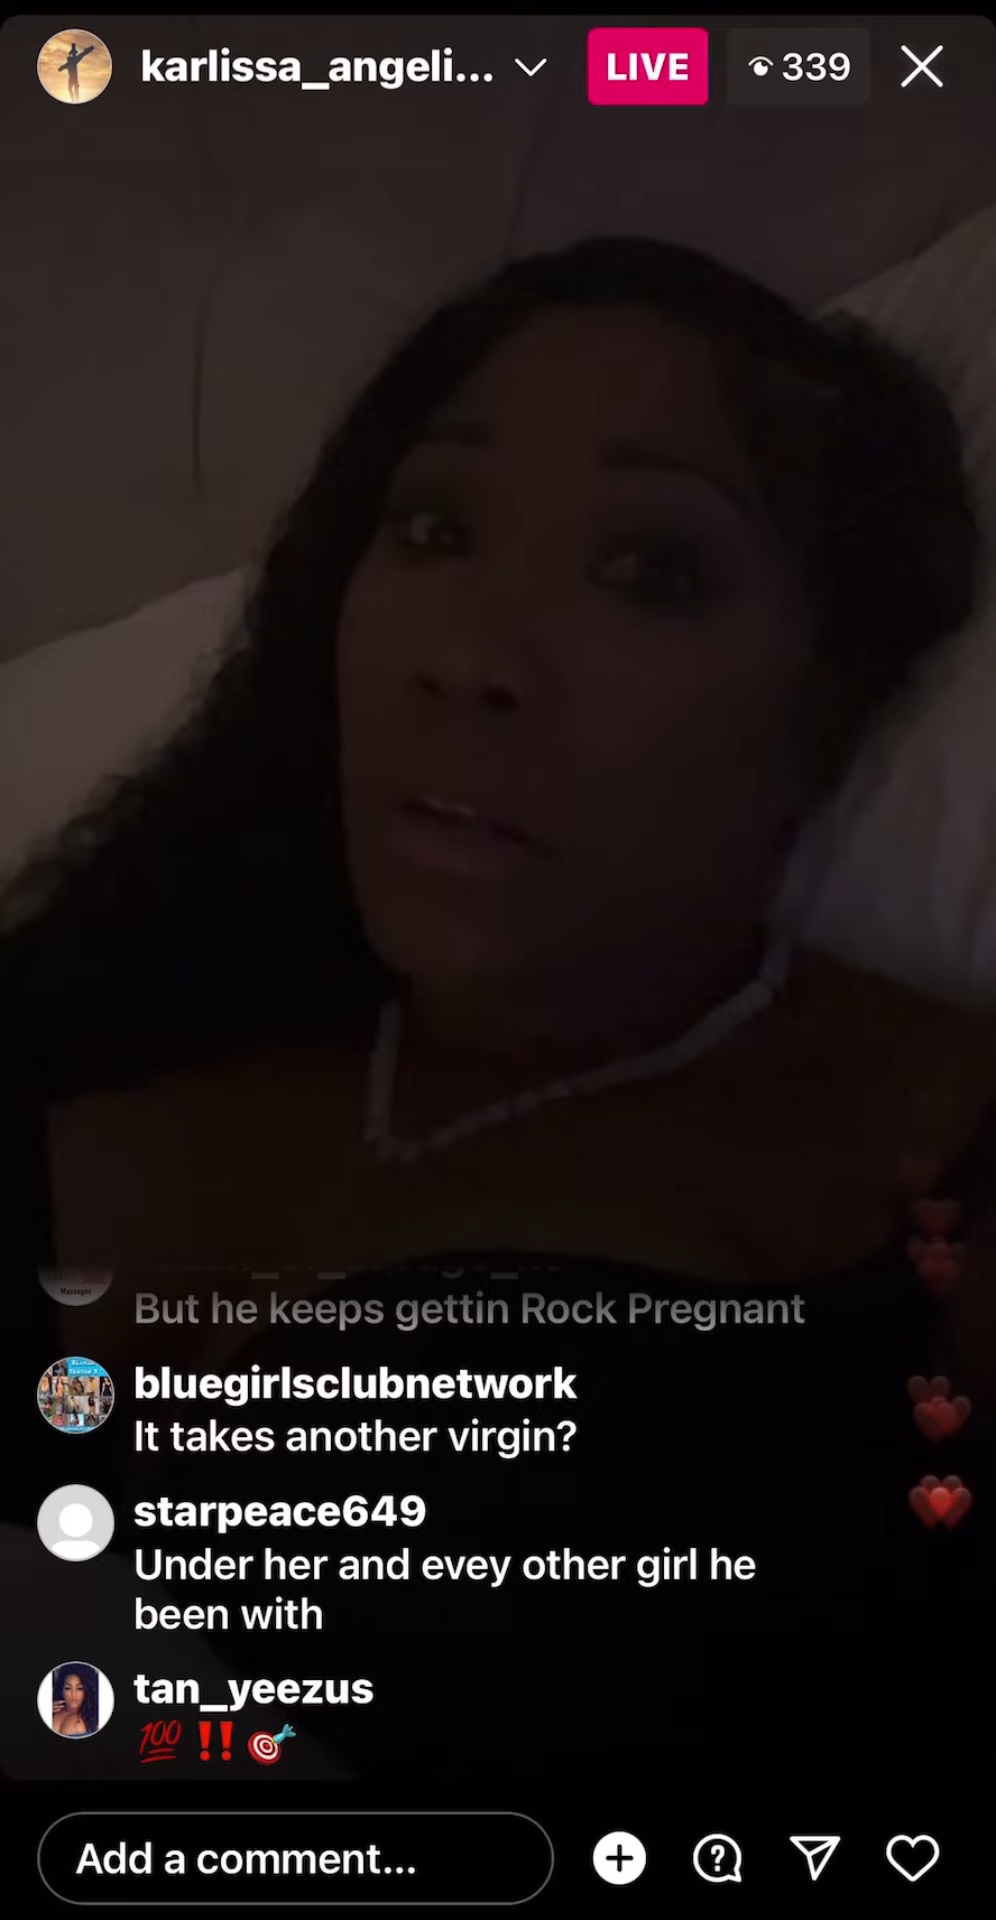 karlissa_angeli...
LIVE
339
But he keeps gettin Rock Pregnant
bluegirlsclubnetwork
It takes another virgin?
starpeace649
Under her and evey other girl he
been with
tan_yeezus
💯‼️🎯
Add a comment...